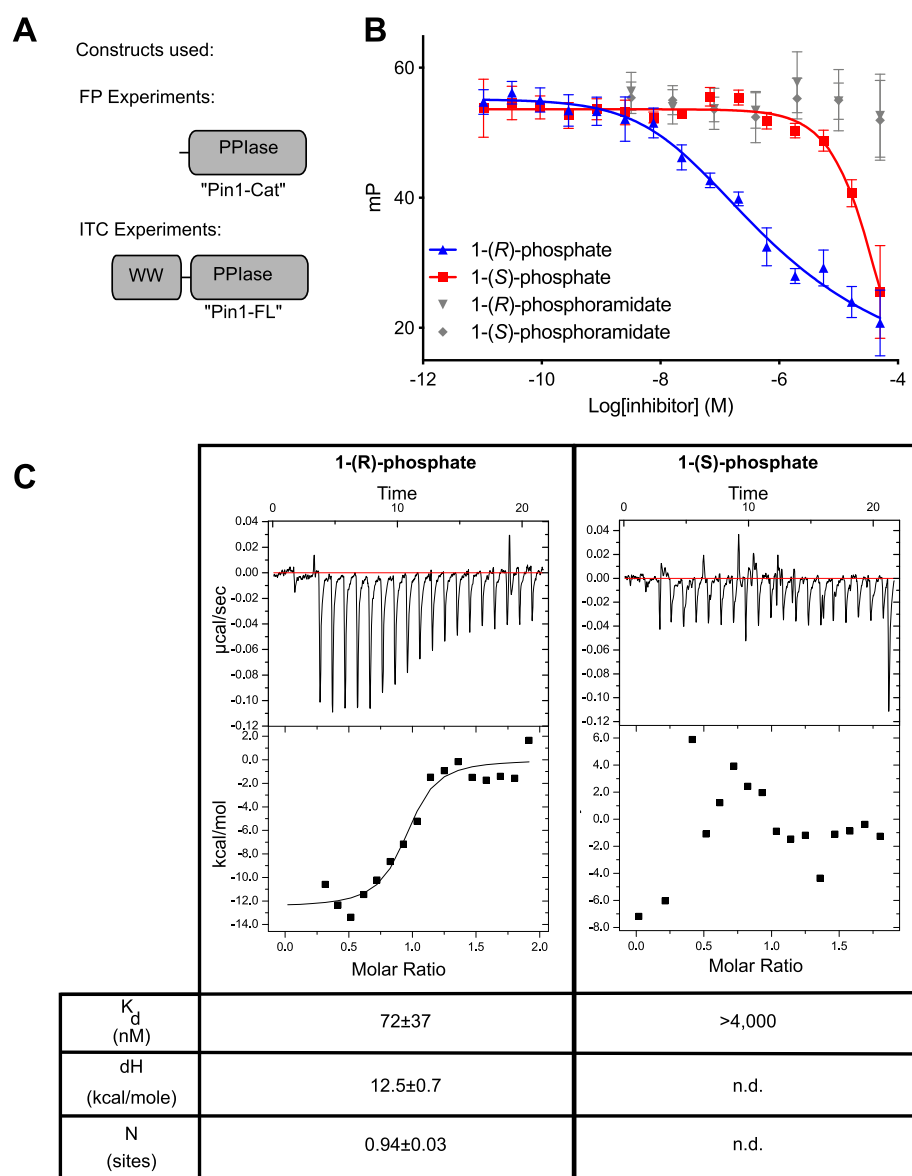 A
Constructs used:
FP Experiments:
PPIase
"Pin1-Cat"
ITC Experiments:
WW
PPIase
"Pin1-FL"
B
60
40
20
mP
1-(R)-phosphate
1-(S)-phosphate
1-(R)-phosphoramidate
1-(S)-phosphoramidate
-12 -10 -8 -6 -4
Log[inhibitor] (M)
C
1-(R)-phosphate
Time
0 10 20
0.04
0.02
0.00
-0.02
-0.04
-0.06
-0.08
-0.10
-0.12
µcal/sec
2.0
0.0
-2.0
-4.0
-6.0
-8.0
-10.0
-12.0
-14.0
kcal/mol
0.0 0.5 1.0 1.5 2.0
Molar Ratio
1-(S)-phosphate
Time
0 10 20
0.04
0.02
0.00
-0.02
-0.04
-0.06
-0.08
-0.10
-0.12
6.0
4.0
2.0
0.0
-2.0
-4.0
-6.0
-8.0
0.0 0.5 1.0 1.5
Molar Ratio
Kd
(nM)
72±37
>4,000
dH
(kcal/mole)
12.5±0.7
n.d.
N
(sites)
0.94±0.03
n.d.